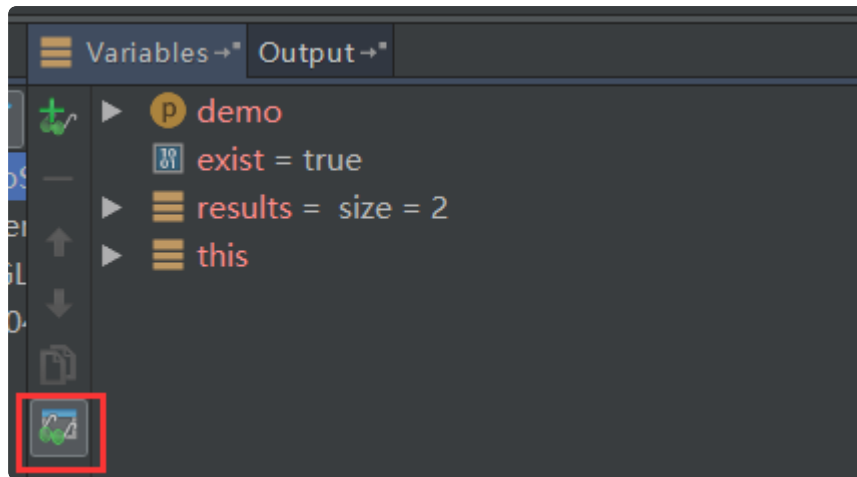 Variables Output
demo
exist = true
results = size = 2
this